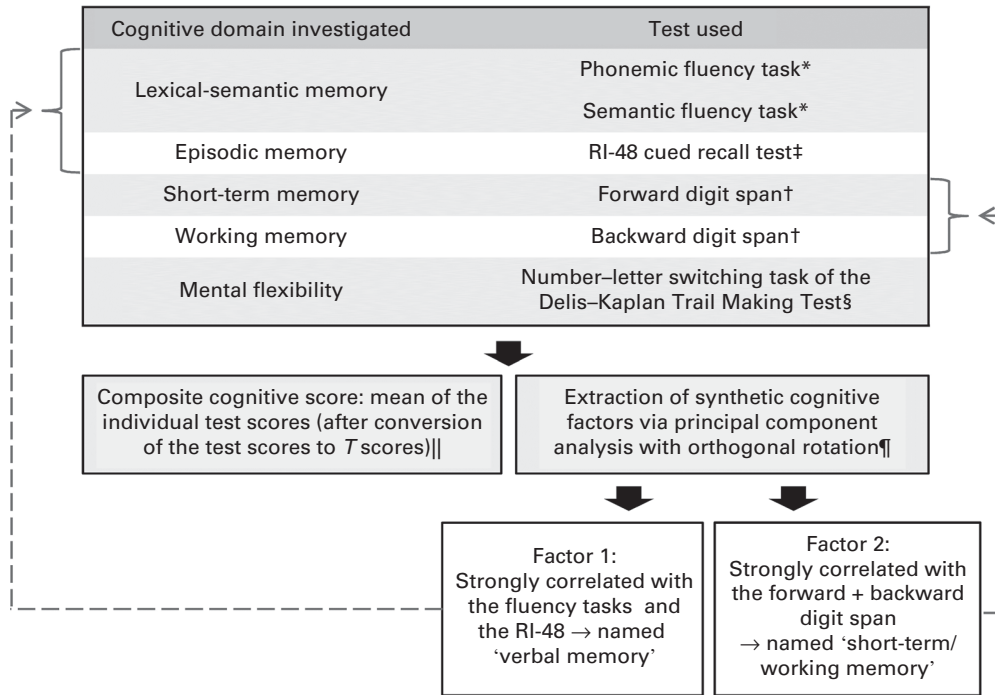 Cognitive domain investigated
Test used
Lexical-semantic memory
Phonemic fluency task*
Semantic fluency task*
Episodic memory
RI-48 cued recall test‡
Short-term memory
Forward digit span†
Working memory
Backward digit span†
Mental flexibility
Number–letter switching task of the
Delis–Kaplan Trail Making Test§
Composite cognitive score: mean of the
individual test scores (after conversion
of the test scores to T scores)||
Extraction of synthetic cognitive
factors via principal component
analysis with orthogonal rotation¶
Factor 1:
Strongly correlated with
the fluency tasks and
the RI-48 → named
‘verbal memory’
Factor 2:
Strongly correlated with
the forward + backward
digit span
→ named ‘short-term/
working memory’